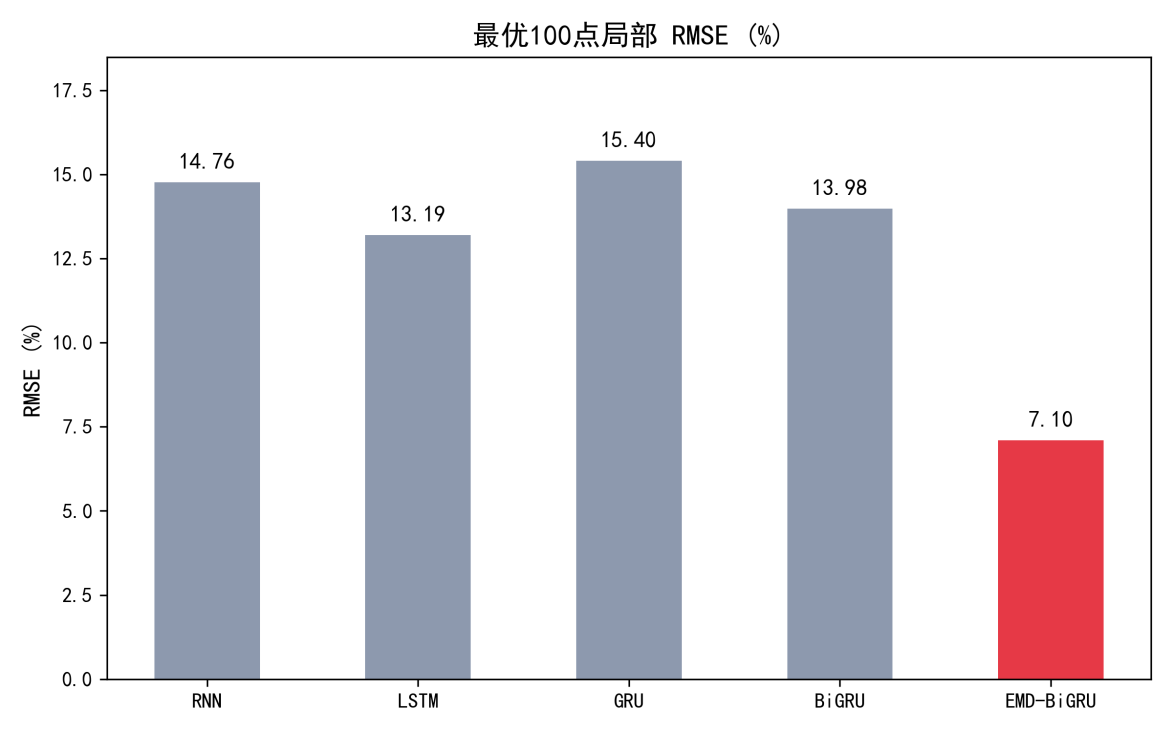 最优100点局部 RMSE (%)
RMSE (%)
17.5
15.0
12.5
10.0
7.5
5.0
2.5
0.0
14.76
13.19
15.40
13.98
7.10
RNN
LSTM
GRU
BiGRU
EMD-BiGRU